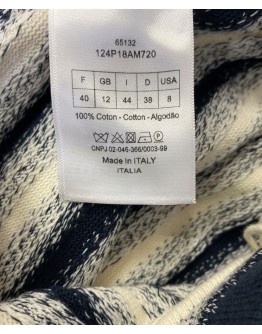 65132
124P18AM720
F GB I D USA
40 12 44 38 8
100% Coton - Cotton - Algodão
CNPJ 02-046-366/0003-99
Made in ITALY
ITALIA